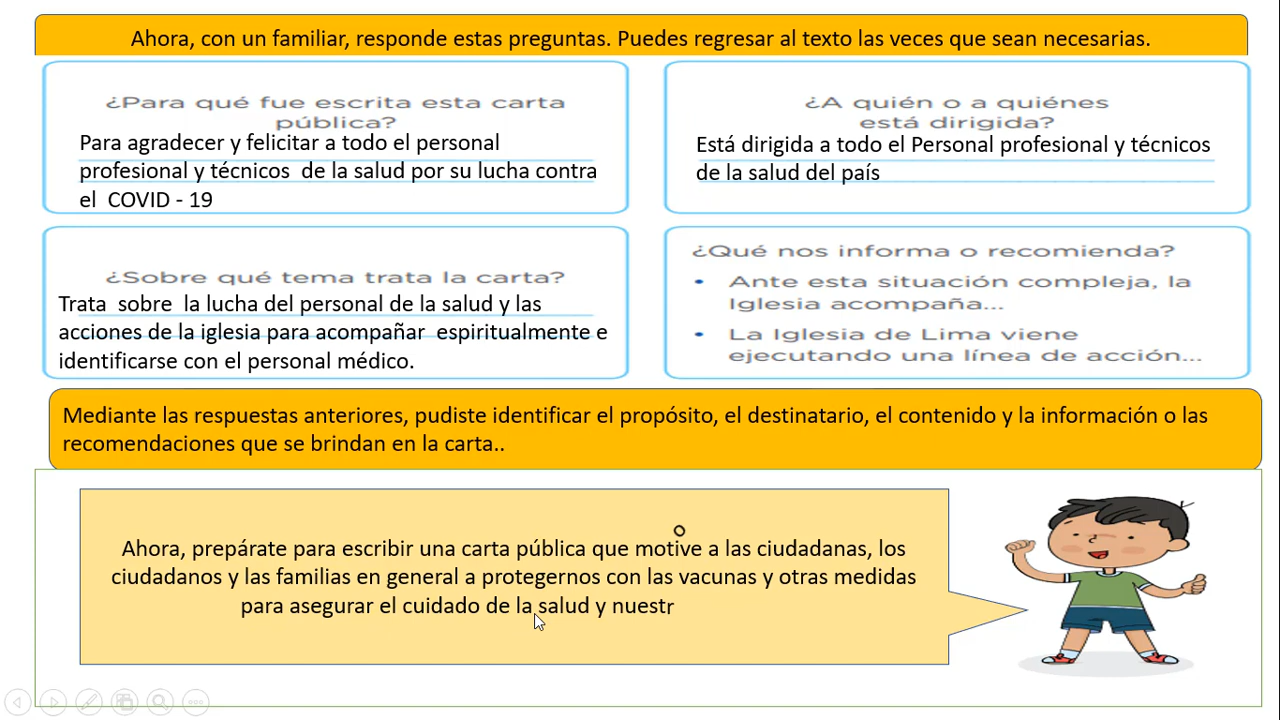 Ahora, con un familiar, responde estas preguntas. Puedes regresar al texto las veces que sean necesarias.
¿Para qué fue escrita esta carta
pública?
Para agradecer y felicitar a todo el personal
profesional y técnicos de la salud por su lucha contra
el COVID - 19
¿A quién o a quiénes
está dirigida?
Está dirigida a todo el Personal profesional y técnicos
de la salud del país
¿Sobre qué tema trata la carta?
Trata sobre la lucha del personal de la salud y las
acciones de la iglesia para acompañar espiritualmente e
identificarse con el personal médico.
¿Qué nos informa o recomienda?
• Ante esta situación compleja, la
Iglesia acompaña...
• La Iglesia de Lima viene
ejecutando una línea de acción...
Mediante las respuestas anteriores, pudiste identificar el propósito, el destinatario, el contenido y la información o las
recomendaciones que se brindan en la carta..
Ahora, prepárate para escribir una carta pública que motive a las ciudadanas, los
ciudadanos y las familias en general a protegernos con las vacunas y otras medidas
para asegurar el cuidado de la salud y nuestr